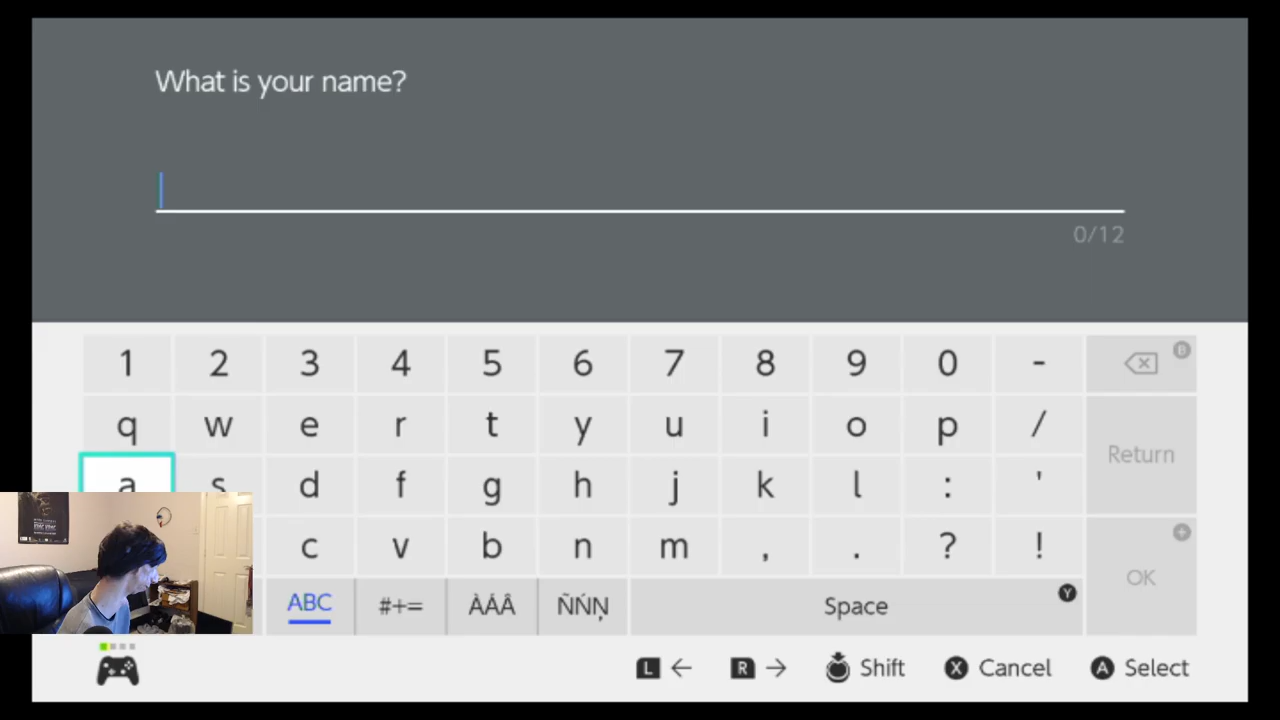 What is your name?
0/12
1 2 3 4 5 6 7 8 9 0 -
q w e r t y u i o p /
Return
a s d f g h j k l : '
c v b n m , . ? !
OK
ABC #+= ÀÁÂ ÑŃŅ Space Y
L ← R → Shift X Cancel A Select